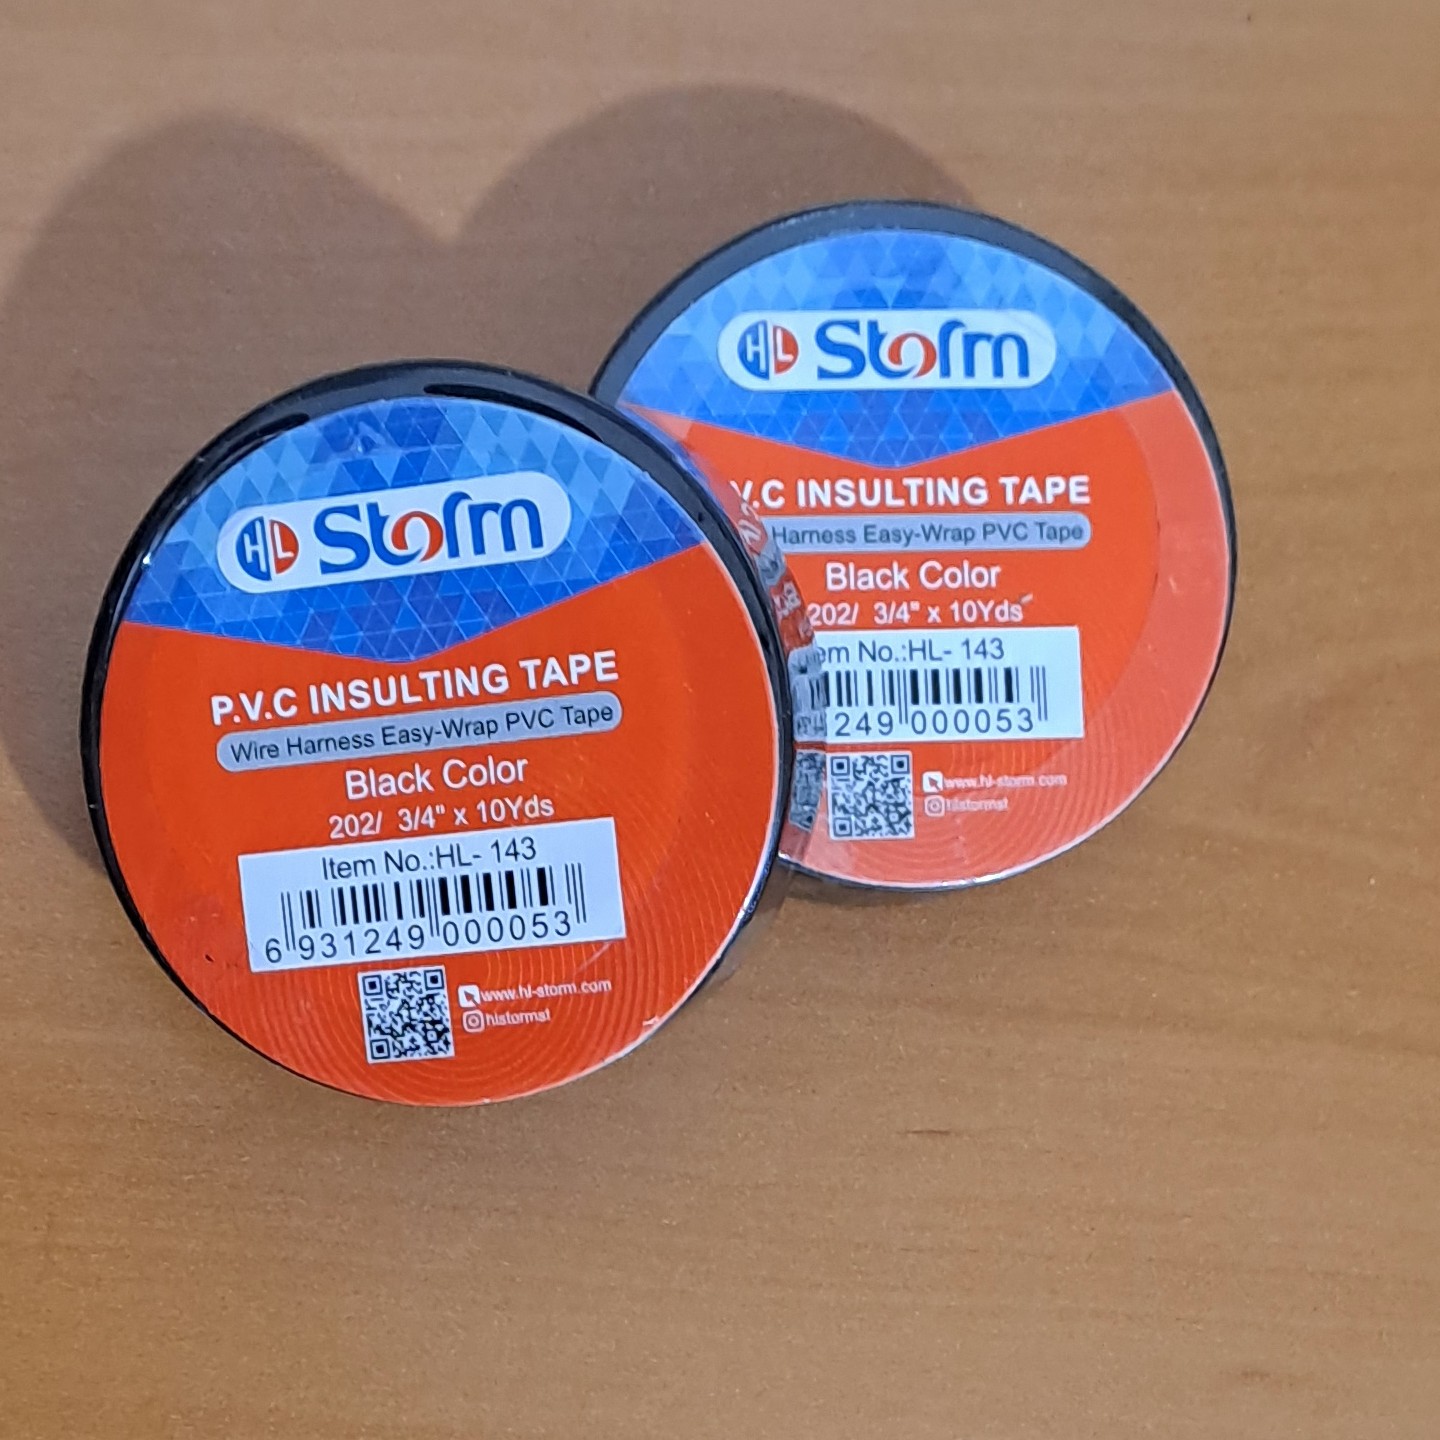 HL Storm
P.V.C INSULTING TAPE
Wire Harness Easy-Wrap PVC Tape
Black Color
202/ 3/4" x 10Yds
Item No.:HL- 143
6 931249 000053
www.hl-storm.com
hlstormst
HL Storm
V.C INSULTING TAPE
Harness Easy-Wrap PVC Tape
Black Color
202/ 3/4" x 10Yds
em No.:HL- 143
249 000053
www.hl-storm.com
hlstormst